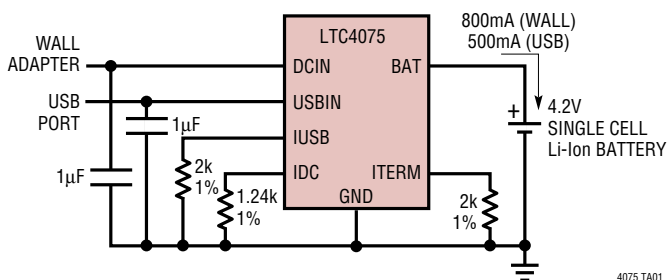 800mA (WALL)
500mA (USB)
WALL
ADAPTER
USB
PORT
LTC4075
DCIN
BAT
USBIN
IUSB
IDC
ITERM
GND
1μF
1μF
2k
1%
1.24k
1%
2k
1%
+
4.2V
SINGLE CELL
Li-Ion BATTERY
4075 TA01